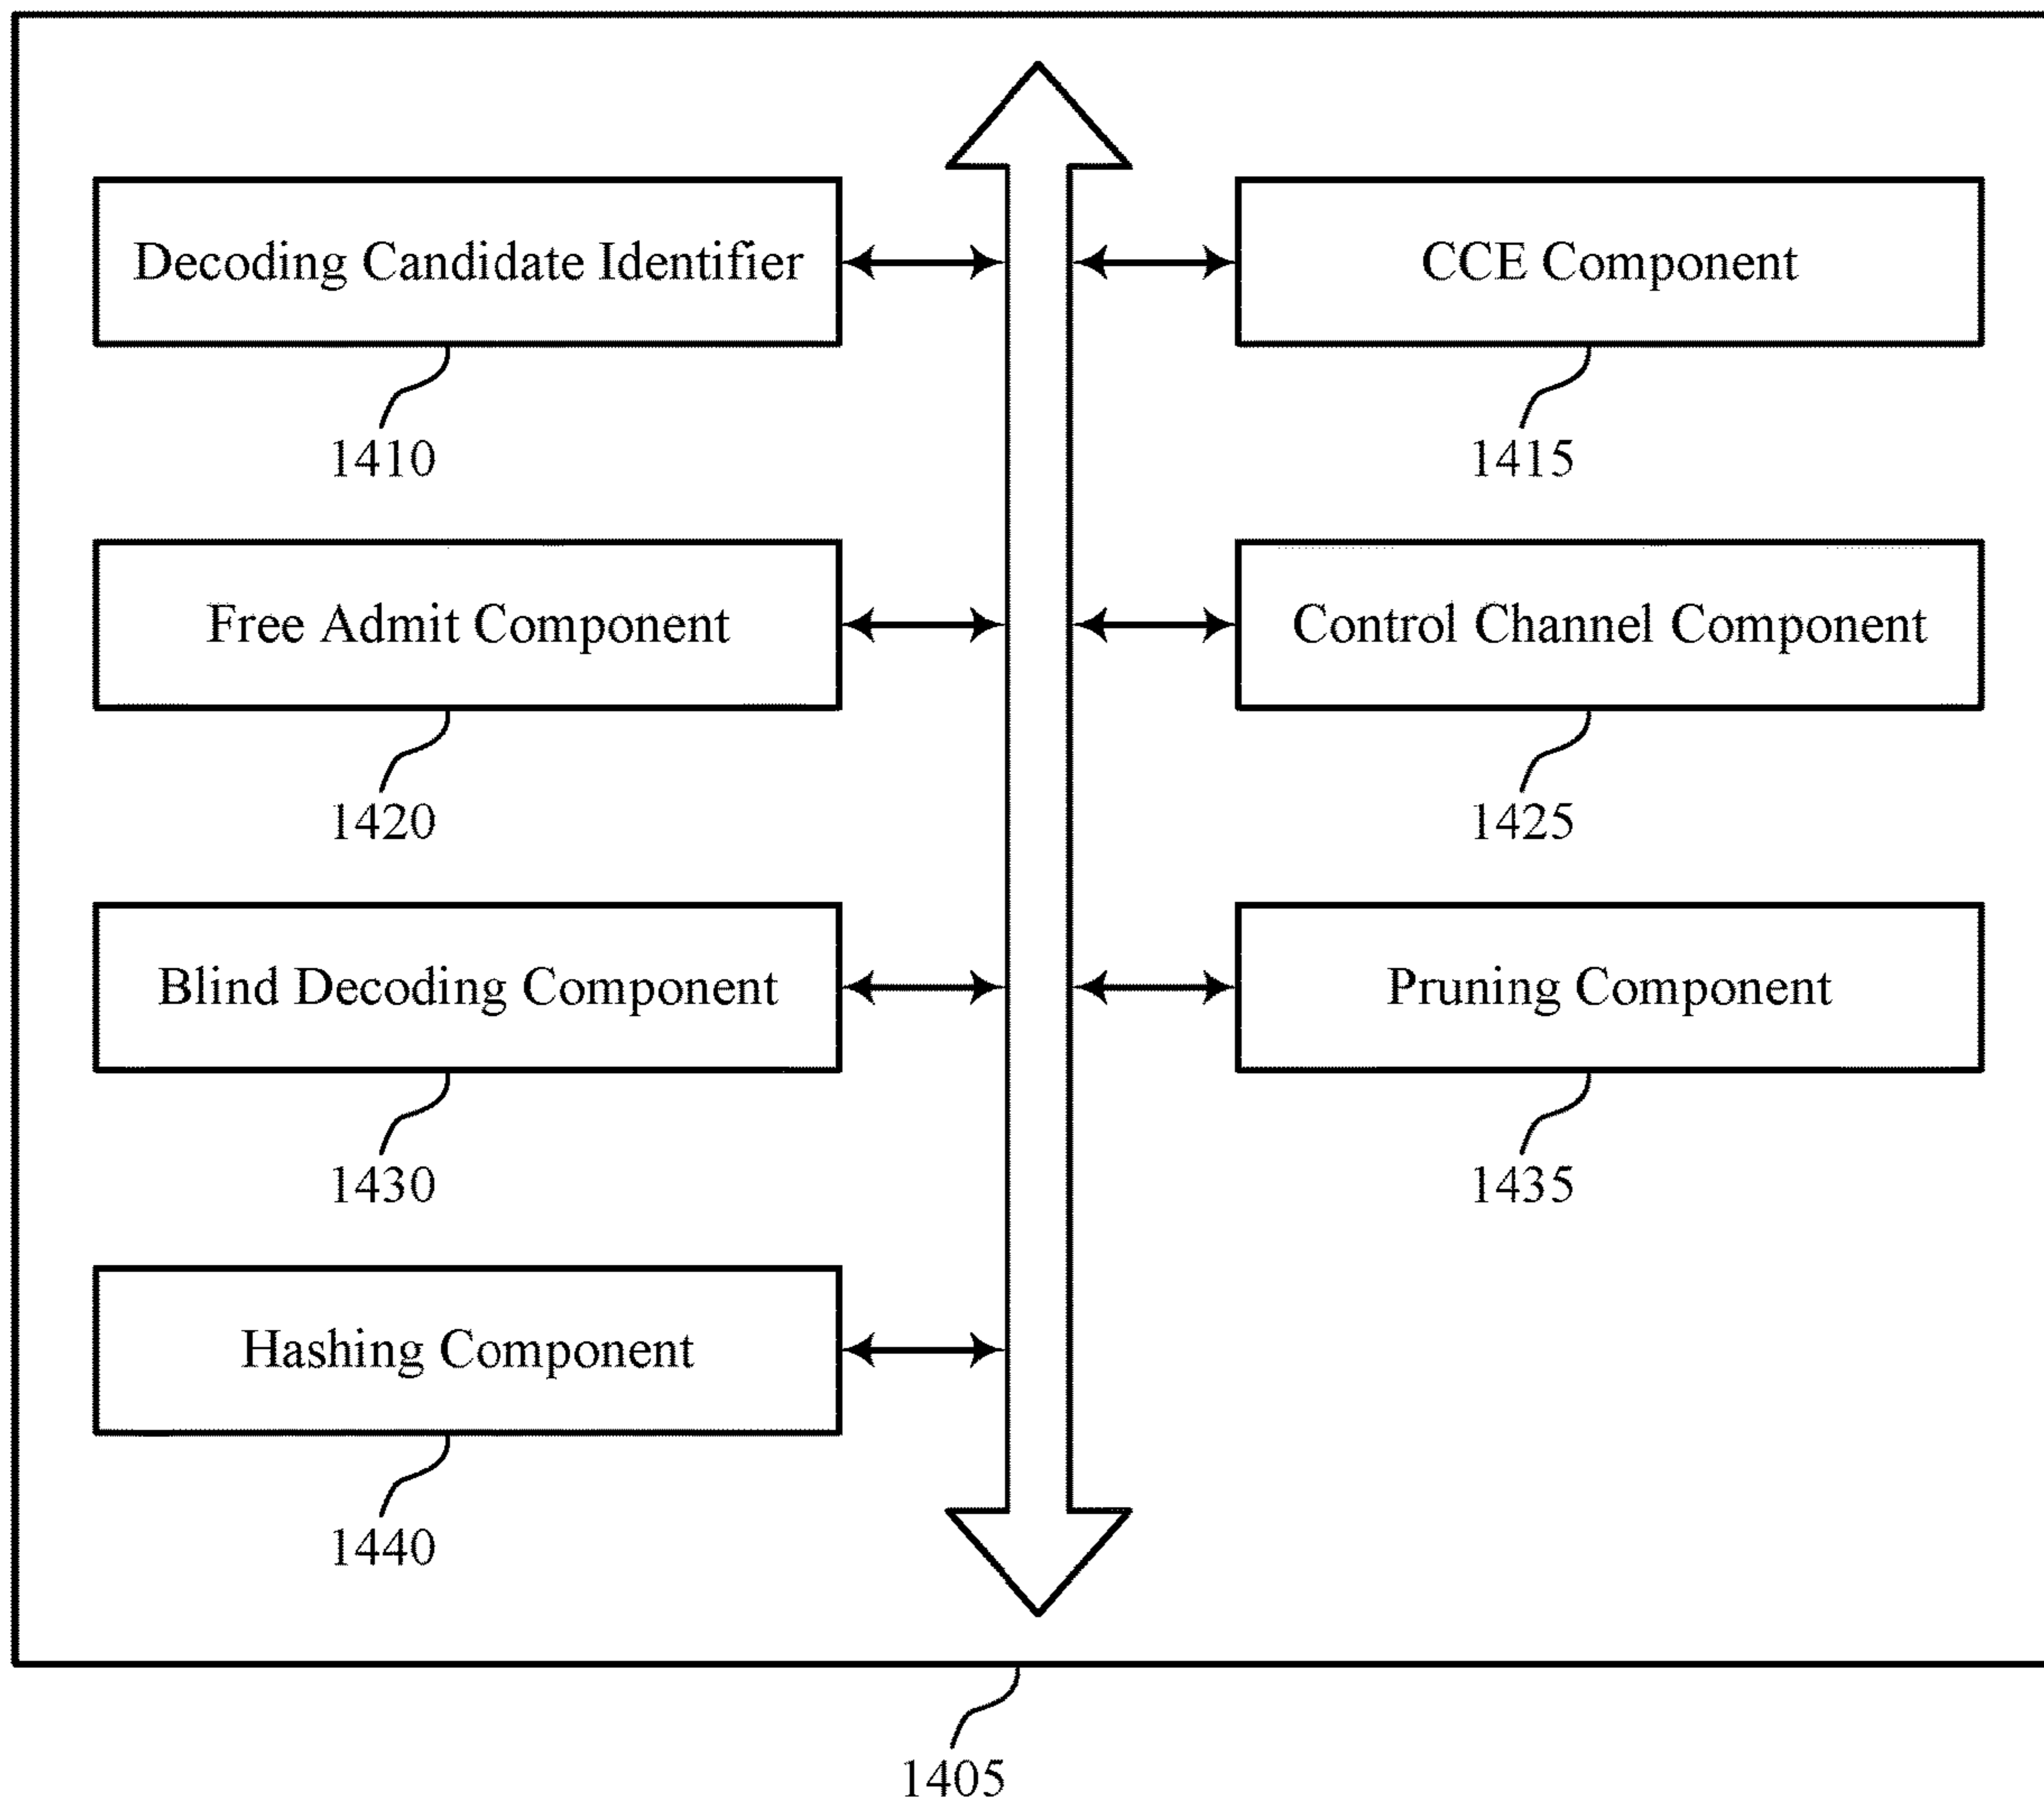 Decoding Candidate Identifier
CCE Component
1410
1415
Free Admit Component
Control Channel Component
1420
1425
Blind Decoding Component
Pruning Component
1430
1435
Hashing Component
1440
1405